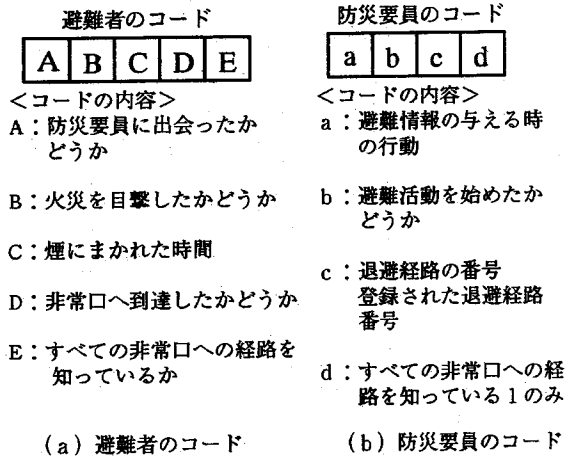 避難者のコード
A B C D E
＜コードの内容＞
A：防災要員に出会ったか
どうか
B：火災を目撃したかどうか
C：煙にまかれた時間
D：非常口へ到達したかどうか
E：すべての非常口への経路を
知っているか
(a) 避難者のコード
防災要員のコード
a b c d
＜コードの内容＞
a：避難情報の与える時
の行動
b：避難活動を始めたか
どうか
c：退避経路の番号
登録された退避経路
番号
d：すべての非常口への経
路を知っている1のみ
(b) 防災要員のコード